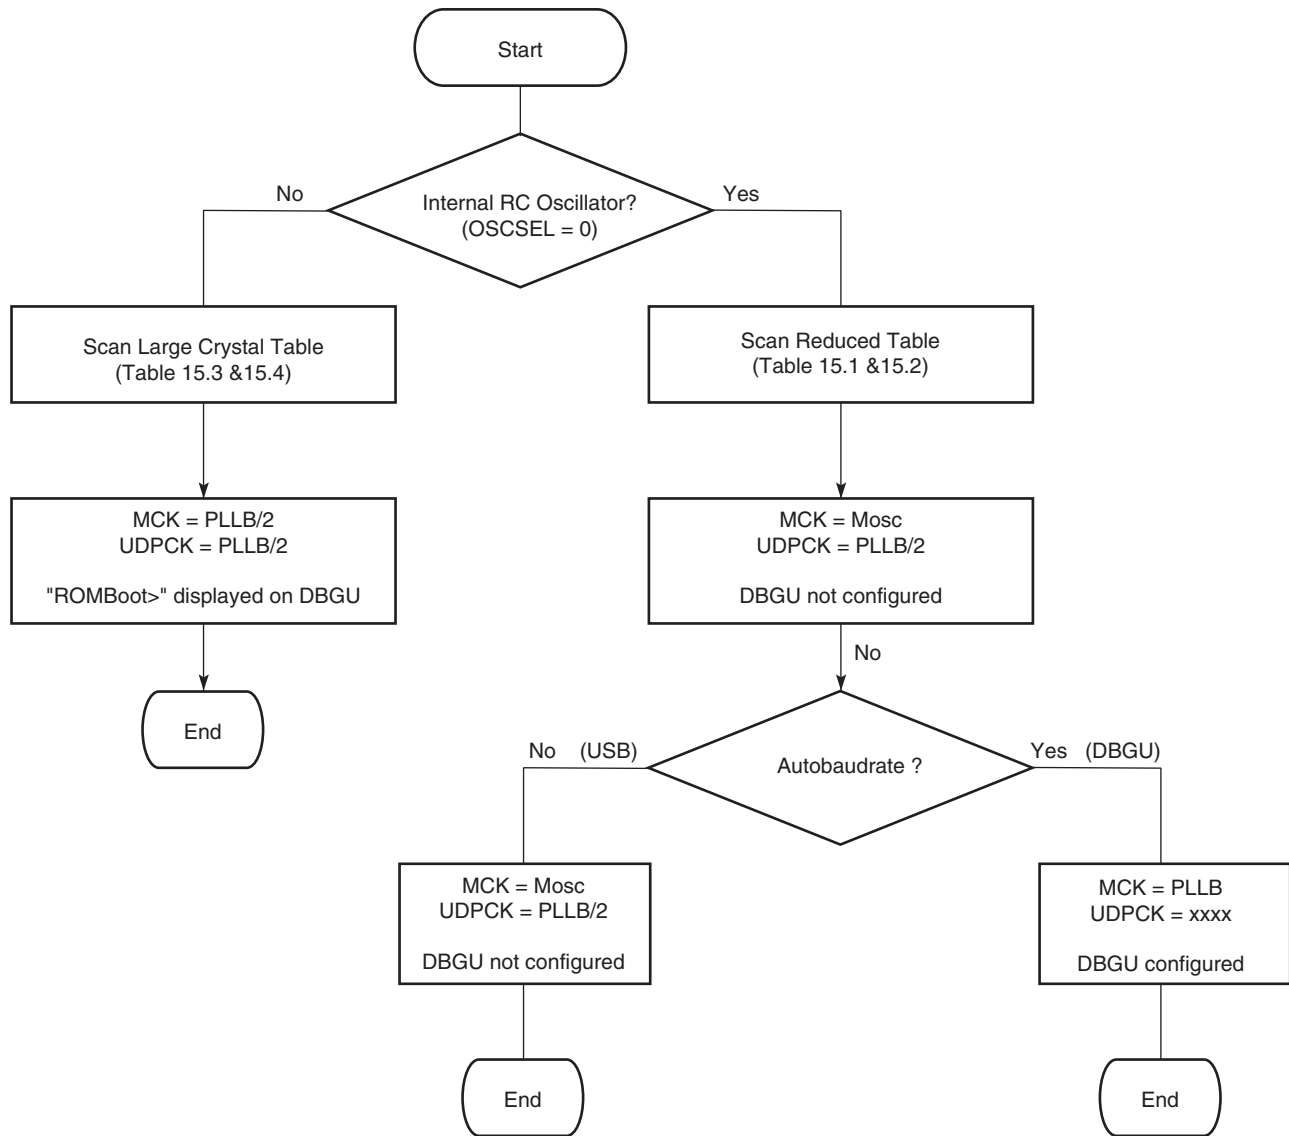 Start
No
Yes
Internal RC Oscillator?
(OSCSEL = 0)
Scan Large Crystal Table
(Table 15.3 &15.4)
Scan Reduced Table
(Table 15.1 &15.2)
MCK = PLLB/2
UDPCK = PLLB/2
"ROMBoot>" displayed on DBGU
MCK = Mosc
UDPCK = PLLB/2
DBGU not configured
No
End
No (USB)
Autobaudrate ?
Yes (DBGU)
MCK = Mosc
UDPCK = PLLB/2
DBGU not configured
MCK = PLLB
UDPCK = xxxx
DBGU configured
End
End